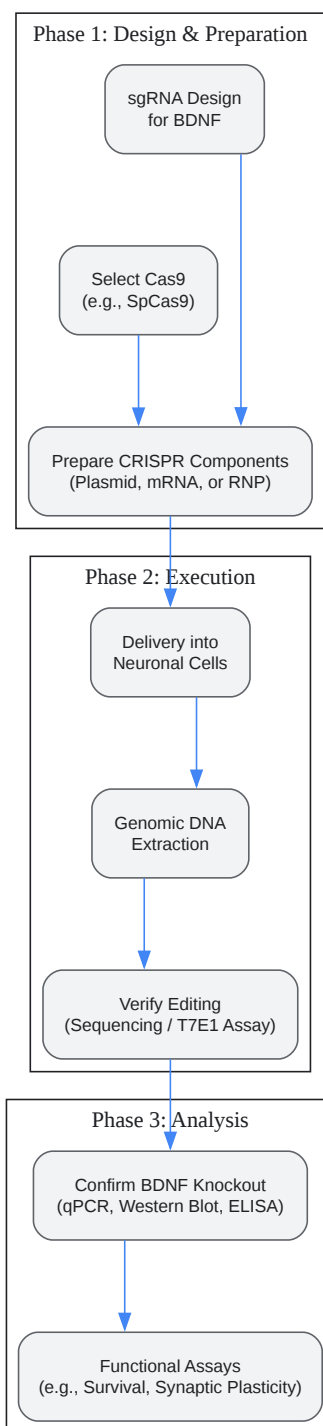 Phase 1: Design & Preparation
sgRNA Design
for BDNF
Select Cas9
(e.g., SpCas9)
Prepare CRISPR Components
(Plasmid, mRNA, or RNP)
Phase 2: Execution
Delivery into
Neuronal Cells
Genomic DNA
Extraction
Verify Editing
(Sequencing / T7E1 Assay)
Phase 3: Analysis
Confirm BDNF Knockout
(qPCR, Western Blot, ELISA)
Functional Assays
(e.g., Survival, Synaptic Plasticity)